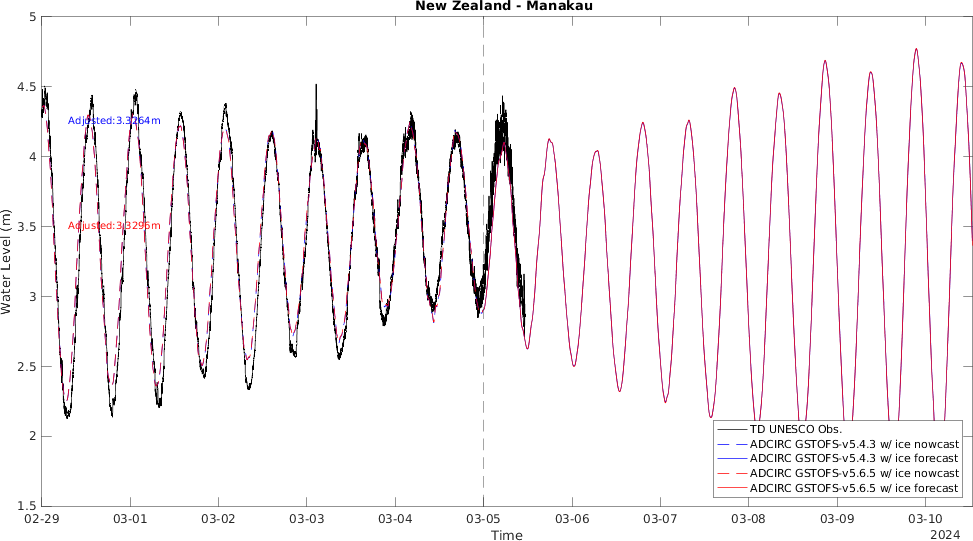 New Zealand - Manakau
5
4.5
4
3.5
3
2.5
2
1.5
Water Level (m)
Adjusted:3.3264m
Adjusted:3.3295m
TD UNESCO Obs.
ADCIRC GSTOFS-v5.4.3 w/ ice nowcast
ADCIRC GSTOFS-v5.4.3 w/ ice forecast
ADCIRC GSTOFS-v5.6.5 w/ ice nowcast
ADCIRC GSTOFS-v5.6.5 w/ ice forecast
02-29 03-01 03-02 03-03 03-04 03-05 03-06 03-07 03-08 03-09 03-10
Time
2024